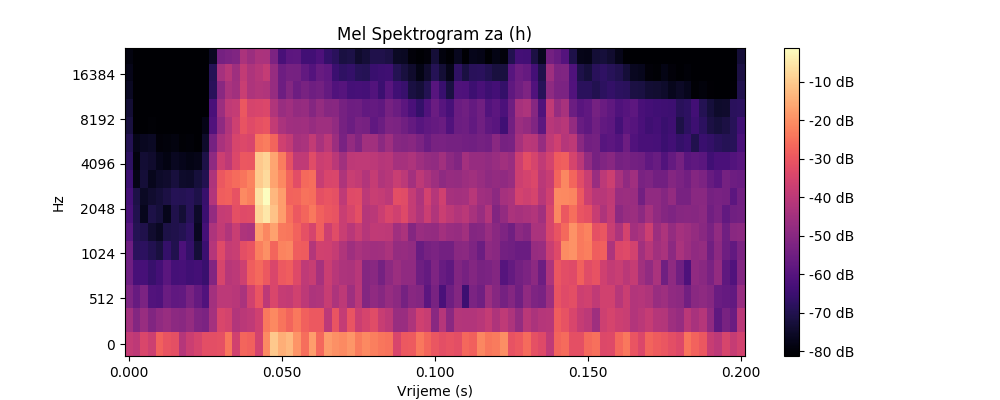 Mel Spektrogram za (h)
Hz
16384
8192
4096
2048
1024
512
0
0.000
0.050
0.100
0.150
0.200
Vrijeme (s)
-10 dB
-20 dB
-30 dB
-40 dB
-50 dB
-60 dB
-70 dB
-80 dB